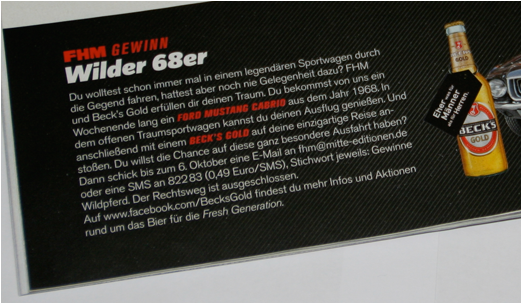 FHM GEWINN
Wilder 68er
Du wolltest schon immer mal in einem legendären Sportwagen durch
die Gegend fahren, hattest aber noch nie Gelegenheit dazu? FHM
und Beck's Gold erfüllen dir deinen Traum. Du bekommst von uns ein
Wochenende lang ein FORD MUSTANG CABRIO aus dem Jahr 1968. In
dem offenen Traumsportwagen kannst du deinen Ausflug genießen. Und
anschließend mit einem BECK'S GOLD auf deine einzigartige Reise an-
stoßen. Du willst die Chance auf diese ganz besondere Ausfahrt haben?
Dann schick bis zum 6. Oktober eine E-Mail an fhm@mitte-editionen.de
oder eine SMS an 82283 (0,49 Euro/SMS), Stichwort jeweils: Gewinne
Wildpferd. Der Rechtsweg ist ausgeschlossen.
Auf www.facebook.com/BecksGold findest du mehr Infos und Aktionen
rund um das Bier für die Fresh Generation.
Eher
Männer
Herren.
GOLD
BECK'S
GOLD